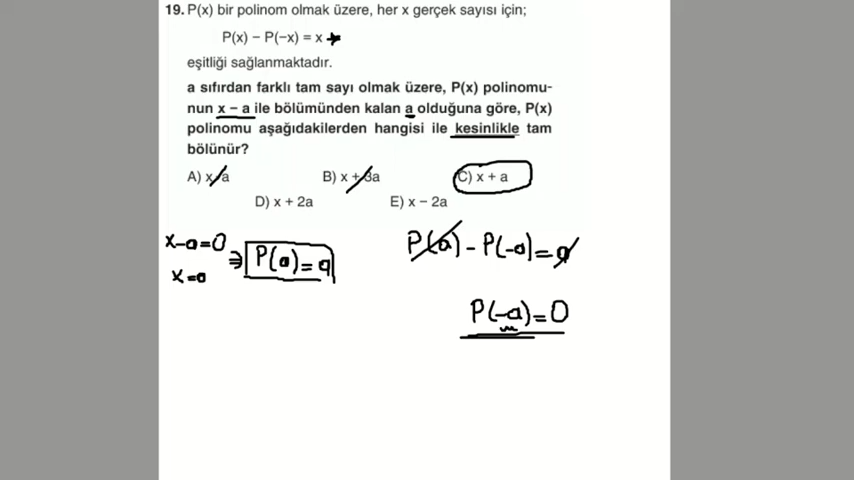 19. P(x) bir polinom olmak üzere, her x gerçek sayısı için;
P(x) − P(−x) = x
eşitliği sağlanmaktadır.
a sıfırdan farklı tam sayı olmak üzere, P(x) polinomu-
nun x − a ile bölümünden kalan a olduğuna göre, P(x)
polinomu aşağıdakilerden hangisi ile kesinlikle tam
bölünür?
A) x − a B) x + 3a C) x + a
D) x + 2a E) x − 2a
x−a=0
x=a
⇒ P(a)=a
P(a) − P(−a) = a
P(−a) = 0